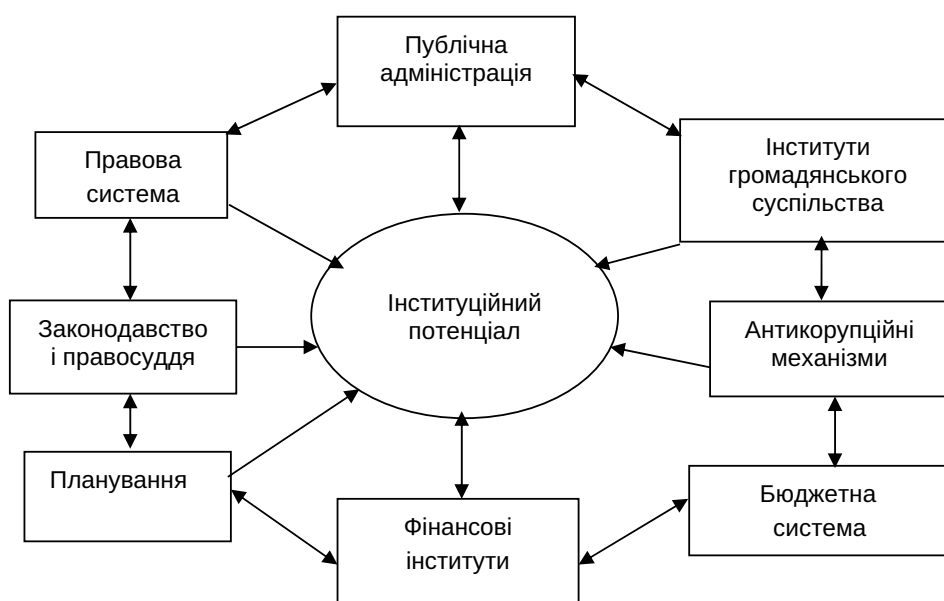 Публічна
адміністрація
Правова
система
Інститути
громадянського
суспільства
Інституційний
потенціал
Законодавство
і правосуддя
Антикорупційні
механізми
Планування
Фінансові
інститути
Бюджетна
система